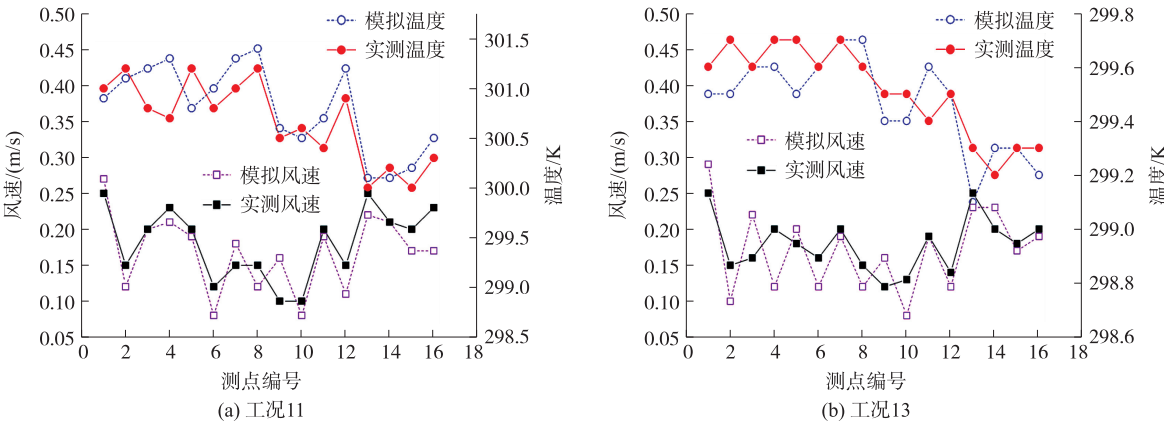 0.50
0.45
0.40
0.35
0.30
0.25
0.20
0.15
0.10
0.05
风速/(m/s)
模拟温度
实测温度
模拟风速
实测风速
301.5
301.0
300.5
300.0
299.5
299.0
298.5
温度/K
0 2 4 6 8 10 12 14 16 18
测点编号
(a) 工况11
0.50
0.45
0.40
0.35
0.30
0.25
0.20
0.15
0.10
0.05
风速/(m/s)
模拟温度
实测温度
模拟风速
实测风速
299.8
299.6
299.4
299.2
299.0
298.8
298.6
温度/K
0 2 4 6 8 10 12 14 16 18
测点编号
(b) 工况13